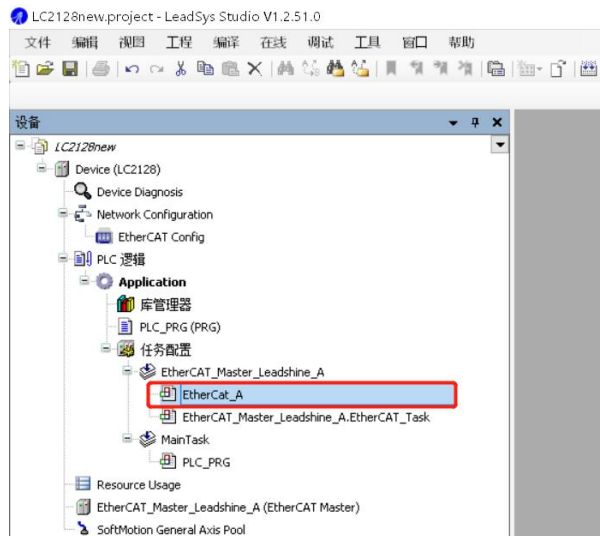 LC2128new.project - LeadSys Studio V1.2.51.0
文件 编辑 视图 工程 编译 在线 调试 工具 窗口 帮助
设备
LC2128new
Device (LC2128)
Device Diagnosis
Network Configuration
EtherCAT Config
PLC 逻辑
Application
库管理器
PLC_PRG (PRG)
任务配置
EtherCAT_Master_Leadshine_A
EtherCat_A
EtherCAT_Master_Leadshine_A.EtherCAT_Task
MainTask
PLC_PRG
Resource Usage
EtherCAT_Master_Leadshine_A (EtherCAT Master)
SoftMotion General Axis Pool